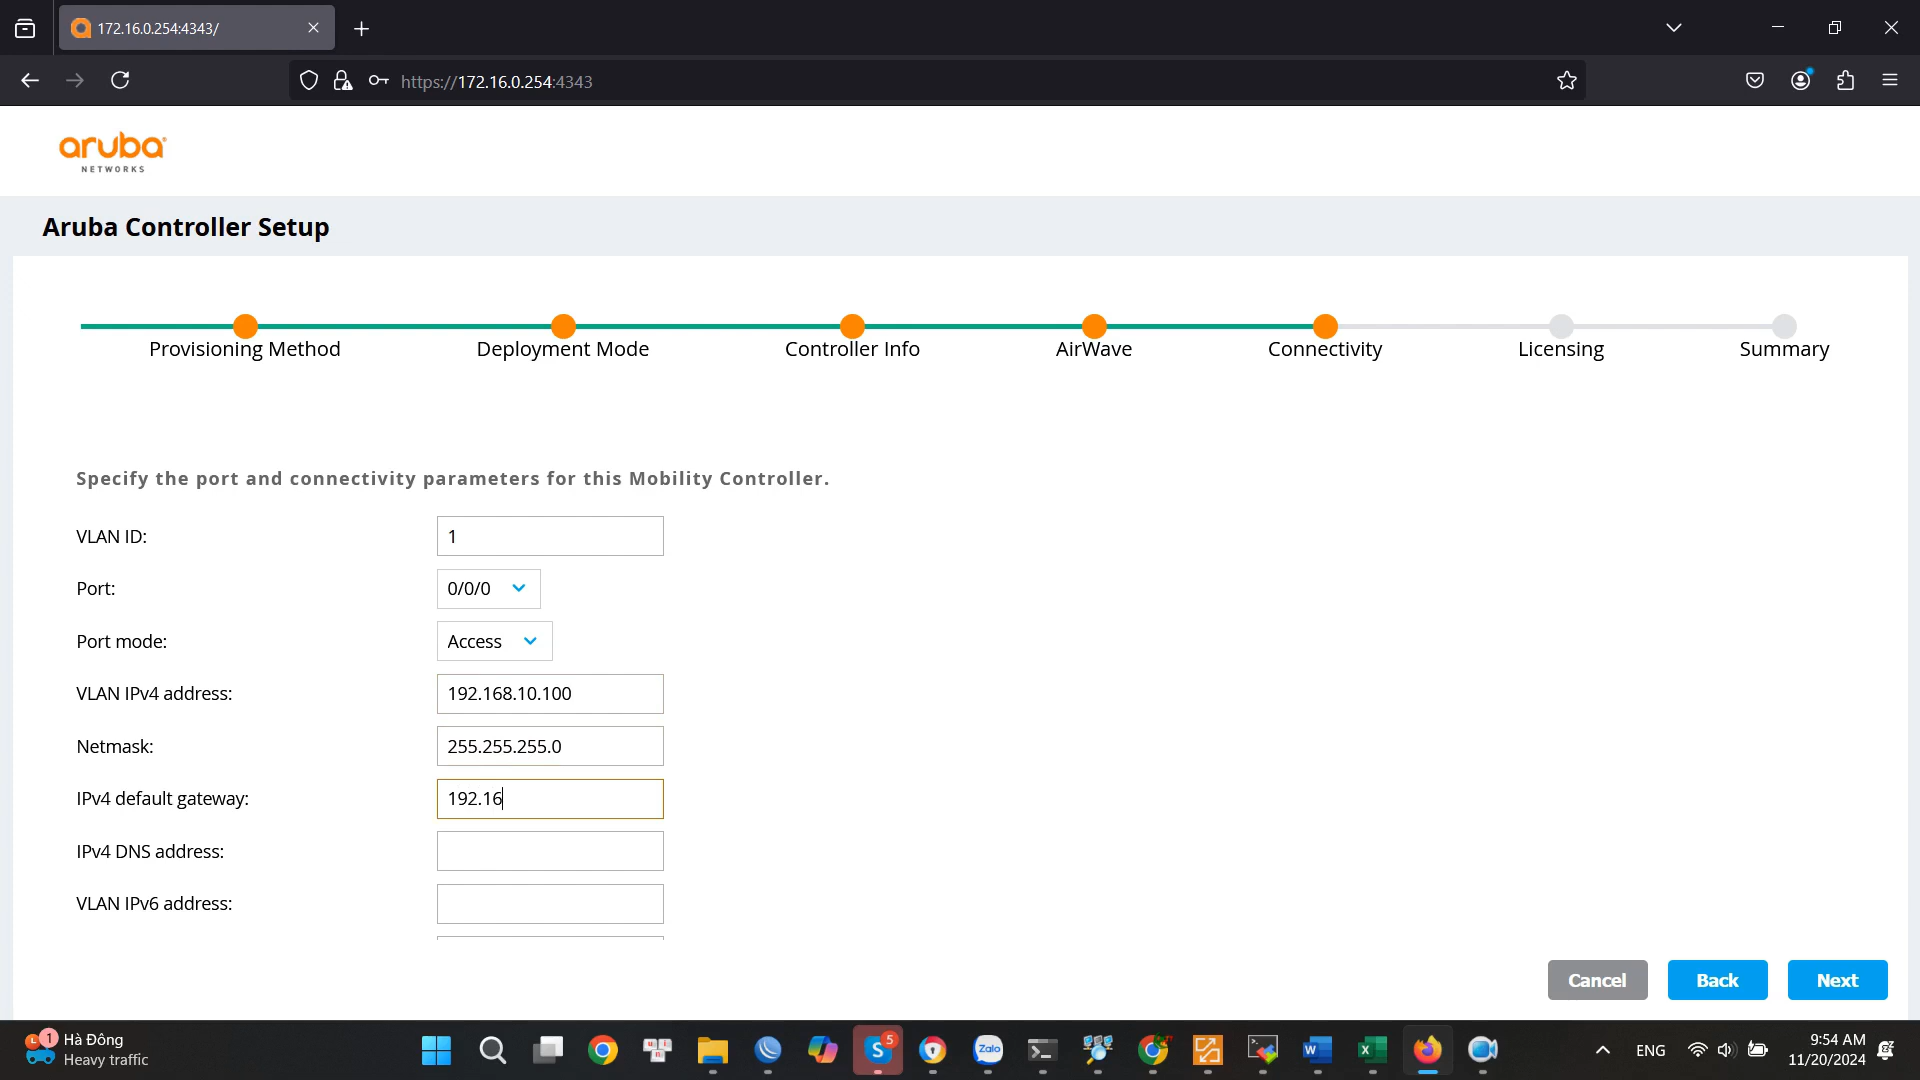 172.16.0.254:4343/
https://172.16.0.254:4343
aruba
NETWORKS
Aruba Controller Setup
Provisioning Method
Deployment Mode
Controller Info
AirWave
Connectivity
Licensing
Summary
Specify the port and connectivity parameters for this Mobility Controller.
VLAN ID:
1
Port:
0/0/0
Port mode:
Access
VLAN IPv4 address:
192.168.10.100
Netmask:
255.255.255.0
IPv4 default gateway:
192.16
IPv4 DNS address:
VLAN IPv6 address:
Cancel
Back
Next
1
Hà Đông
Heavy traffic
S
5
Zalo
W
X
ENG
9:54 AM
11/20/2024